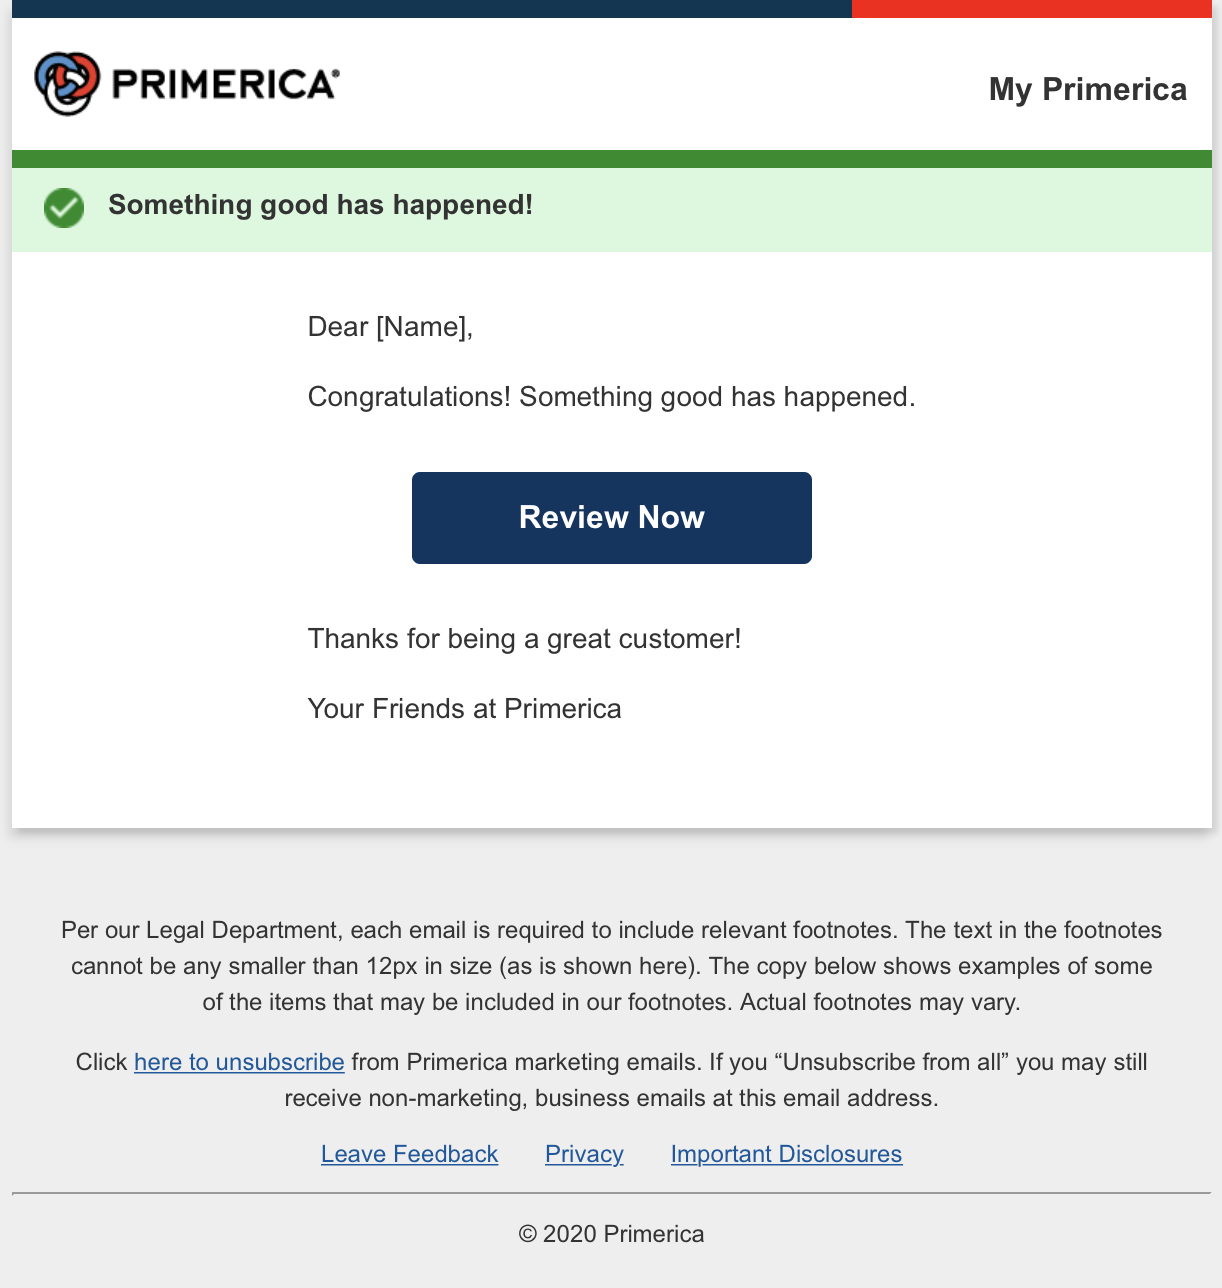 PRIMERICA®
My Primerica
Something good has happened!
Dear [Name],
Congratulations! Something good has happened.
Review Now
Thanks for being a great customer!
Your Friends at Primerica
Per our Legal Department, each email is required to include relevant footnotes. The text in the footnotes
cannot be any smaller than 12px in size (as is shown here). The copy below shows examples of some
of the items that may be included in our footnotes. Actual footnotes may vary.
Click here to unsubscribe from Primerica marketing emails. If you “Unsubscribe from all” you may still
receive non-marketing, business emails at this email address.
Leave Feedback Privacy Important Disclosures
© 2020 Primerica